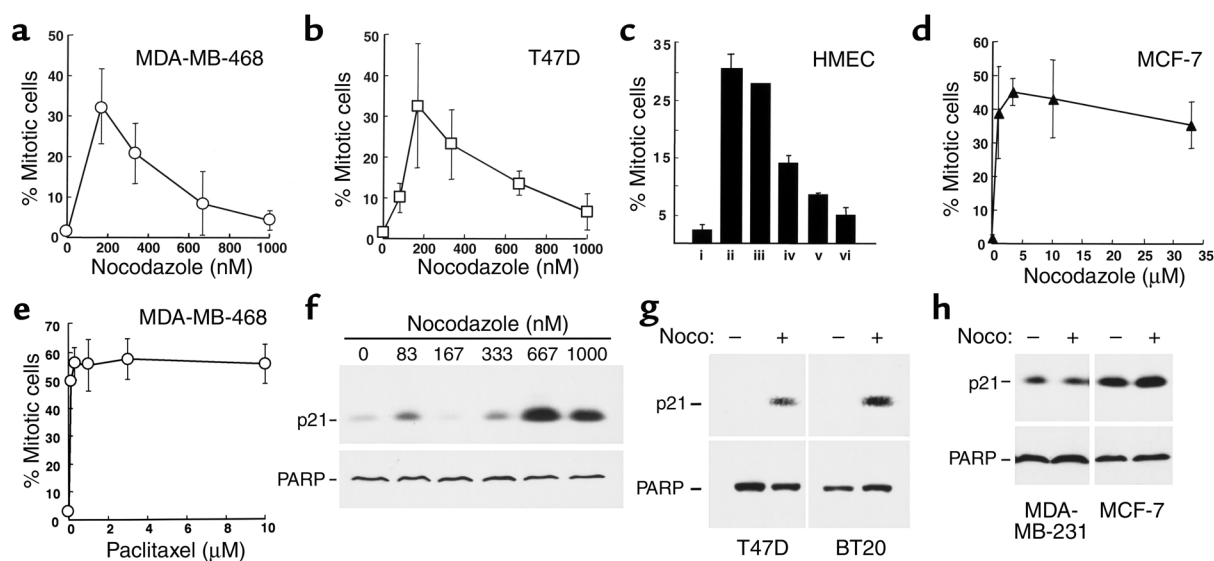 a
MDA-MB-468
% Mitotic cells
50
40
30
20
10
0
0 200 400 600 800 1000
Nocodazole (nM)
b
T47D
% Mitotic cells
50
40
30
20
10
0
0 200 400 600 800 1000
Nocodazole (nM)
c
HMEC
% Mitotic cells
35
25
15
5
i ii iii iv v vi
d
MCF-7
% Mitotic cells
60
50
40
30
20
10
0
0 5 10 15 20 25 30 35
Nocodazole (μM)
e
MDA-MB-468
% Mitotic cells
70
60
50
40
30
20
10
0
0 2 4 6 8 10
Paclitaxel (μM)
f
Nocodazole (nM)
0 83 167 333 667 1000
p21
PARP
g
Noco: – + – +
p21
PARP
T47D BT20
h
Noco: – + – +
p21
PARP
MDA- MCF-7
MB-231